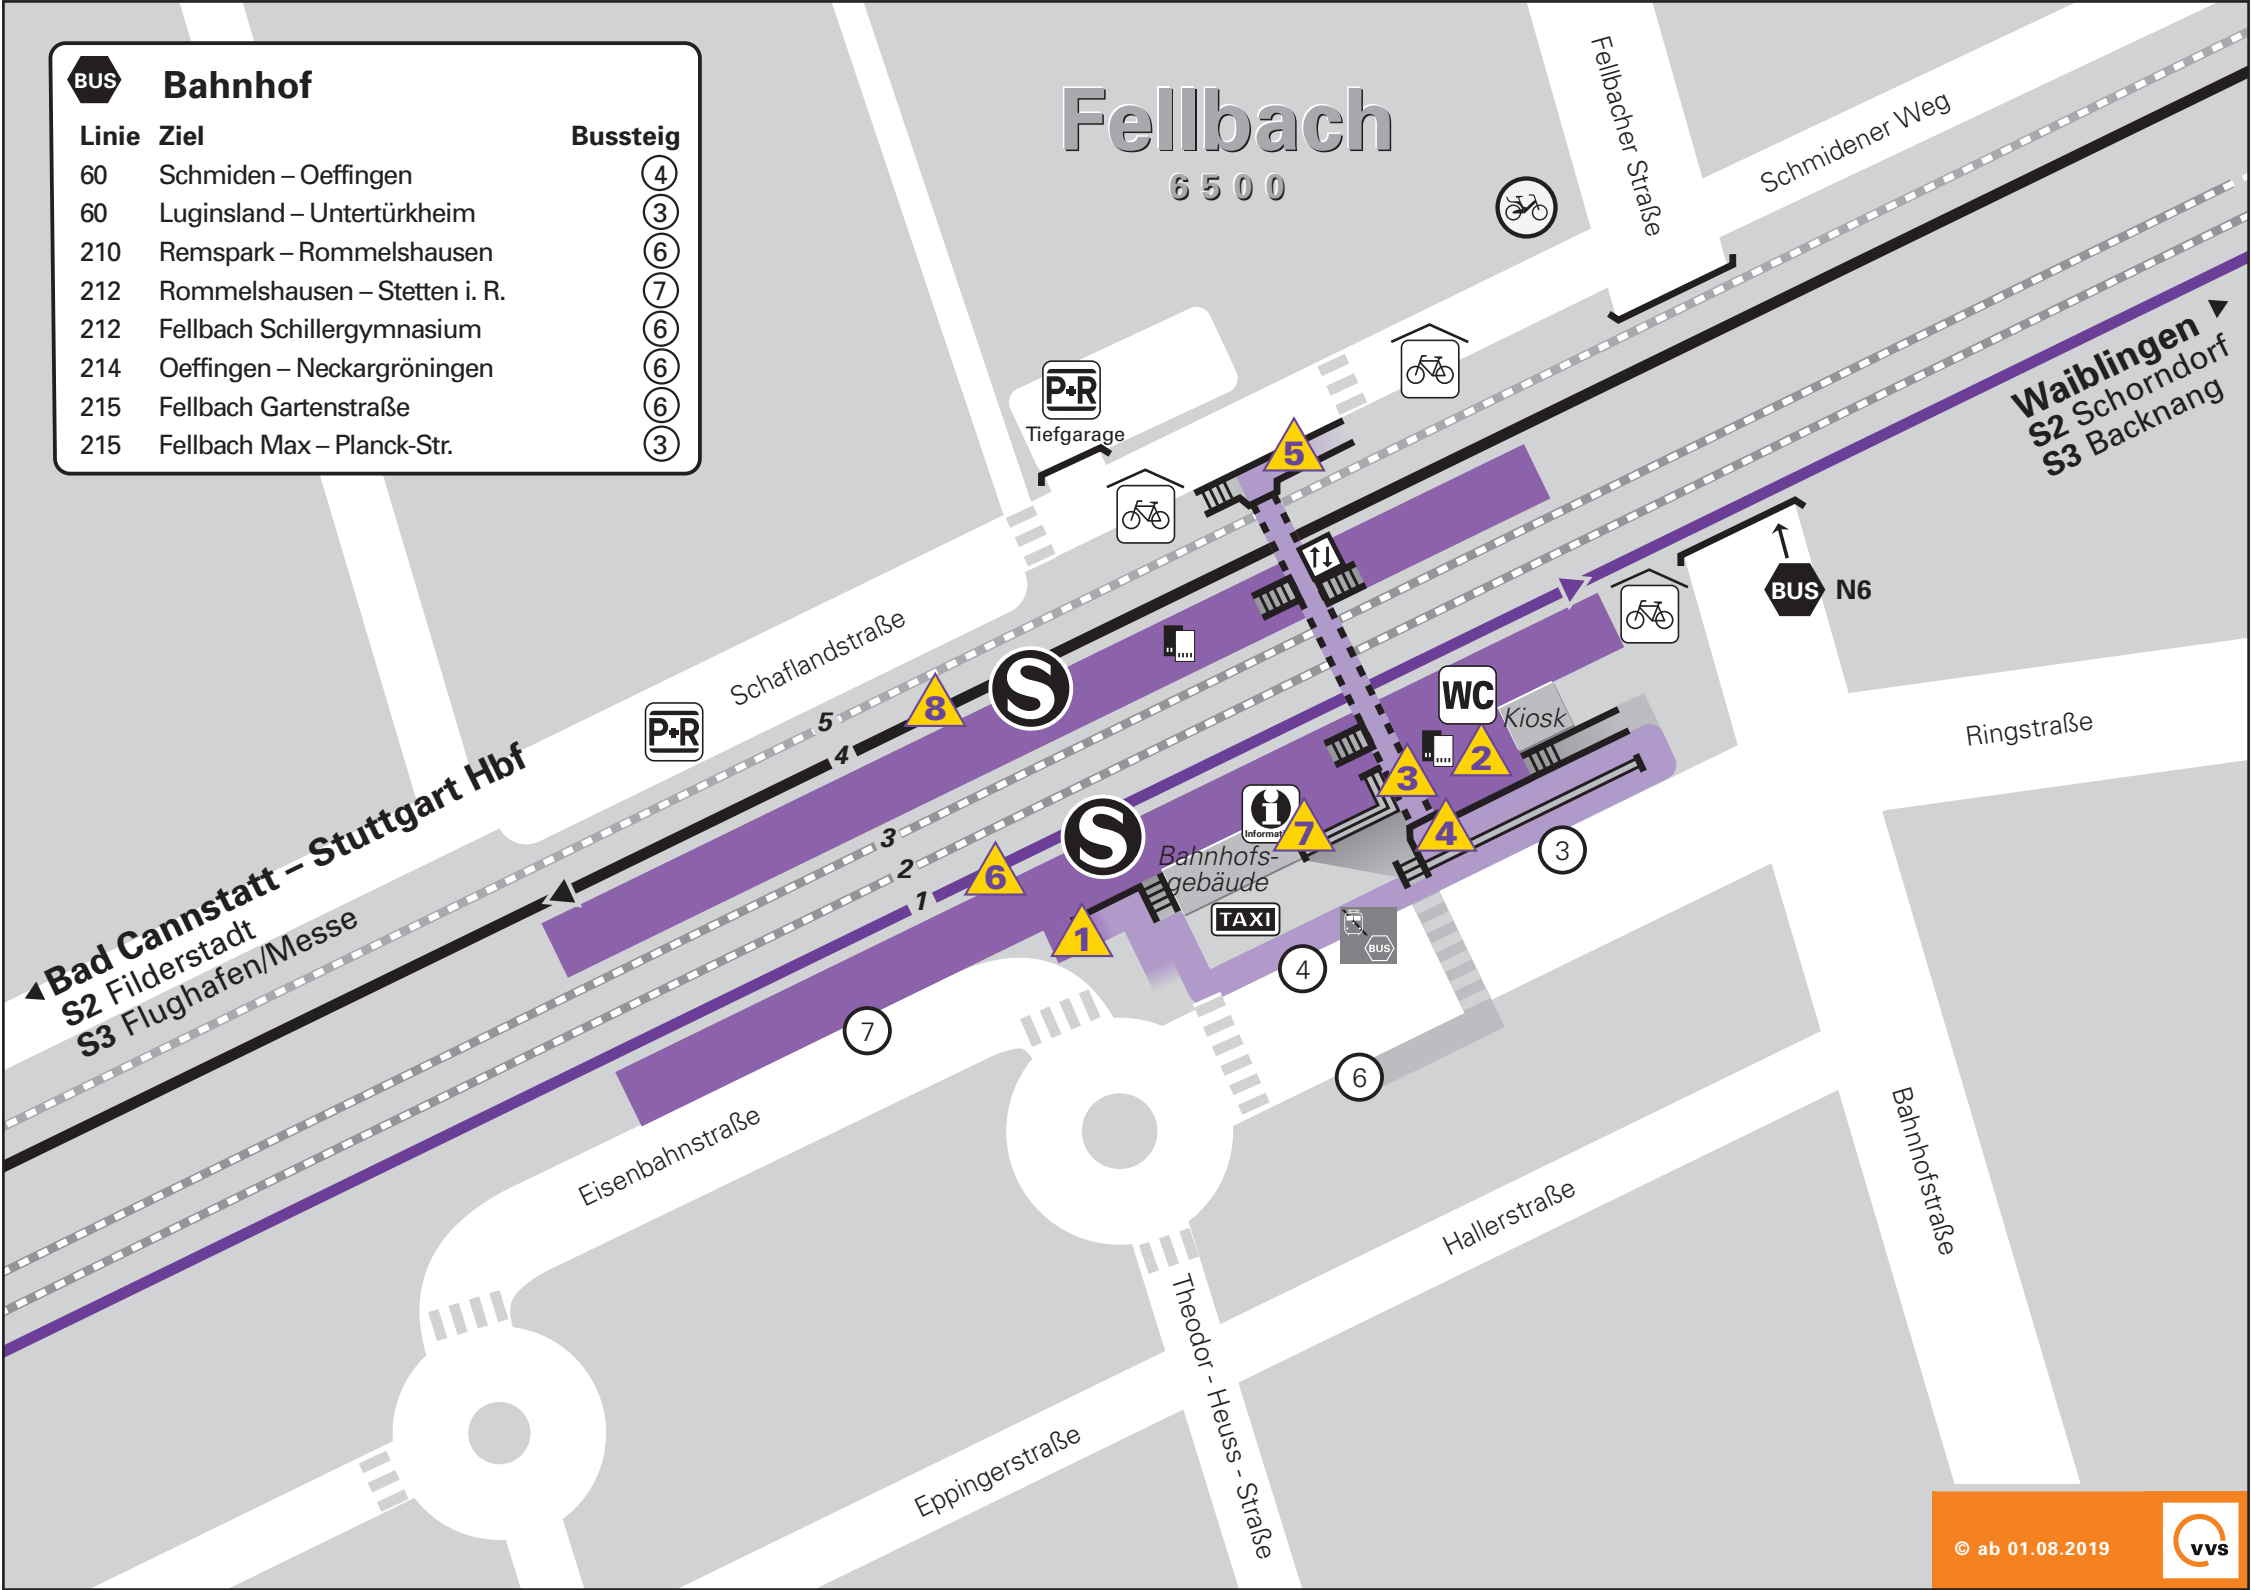 BUS Bahnhof
Linie Ziel Bussteig
60 Schmiden – Oeffingen 4
60 Luginsland – Untertürkheim 3
210 Remspark – Rommelshausen 6
212 Rommelshausen – Stetten i. R. 7
212 Fellbach Schillergymnasium 6
214 Oeffingen – Neckargröningen 6
215 Fellbach Gartenstraße 6
215 Fellbach Max – Planck-Str. 3
Fellbach
6500
Fellbacher Straße
Schmidener Weg
Waiblingen
S2 Schorndorf
S3 Backnang
P+R
Tiefgarage
5
BUS N6
Schaflandstraße
P+R
S
8
5
4
3
2
1
WC
Kiosk
2
3
4
7
i
Informati
S
6
Bahnhofs-
gebäude
TAXI
1
BUS
3
4
6
7
Ringstraße
Bad Cannstatt – Stuttgart Hbf
S2 Filderstadt
S3 Flughafen/Messe
Eisenbahnstraße
Hallerstraße
Bahnhofstraße
Theodor - Heuss - Straße
Eppingerstraße
© ab 01.08.2019
VVS